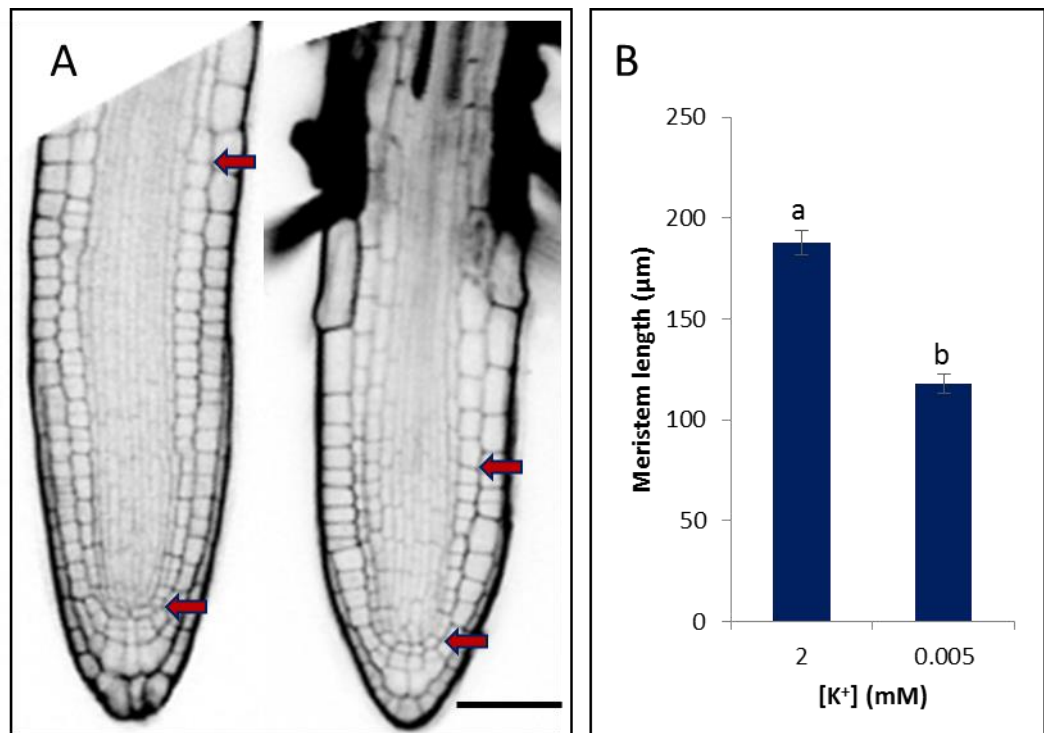 A
B
250
200
150
100
50
0
a
b
Meristem length (µm)
2
0.005
[K⁺] (mM)